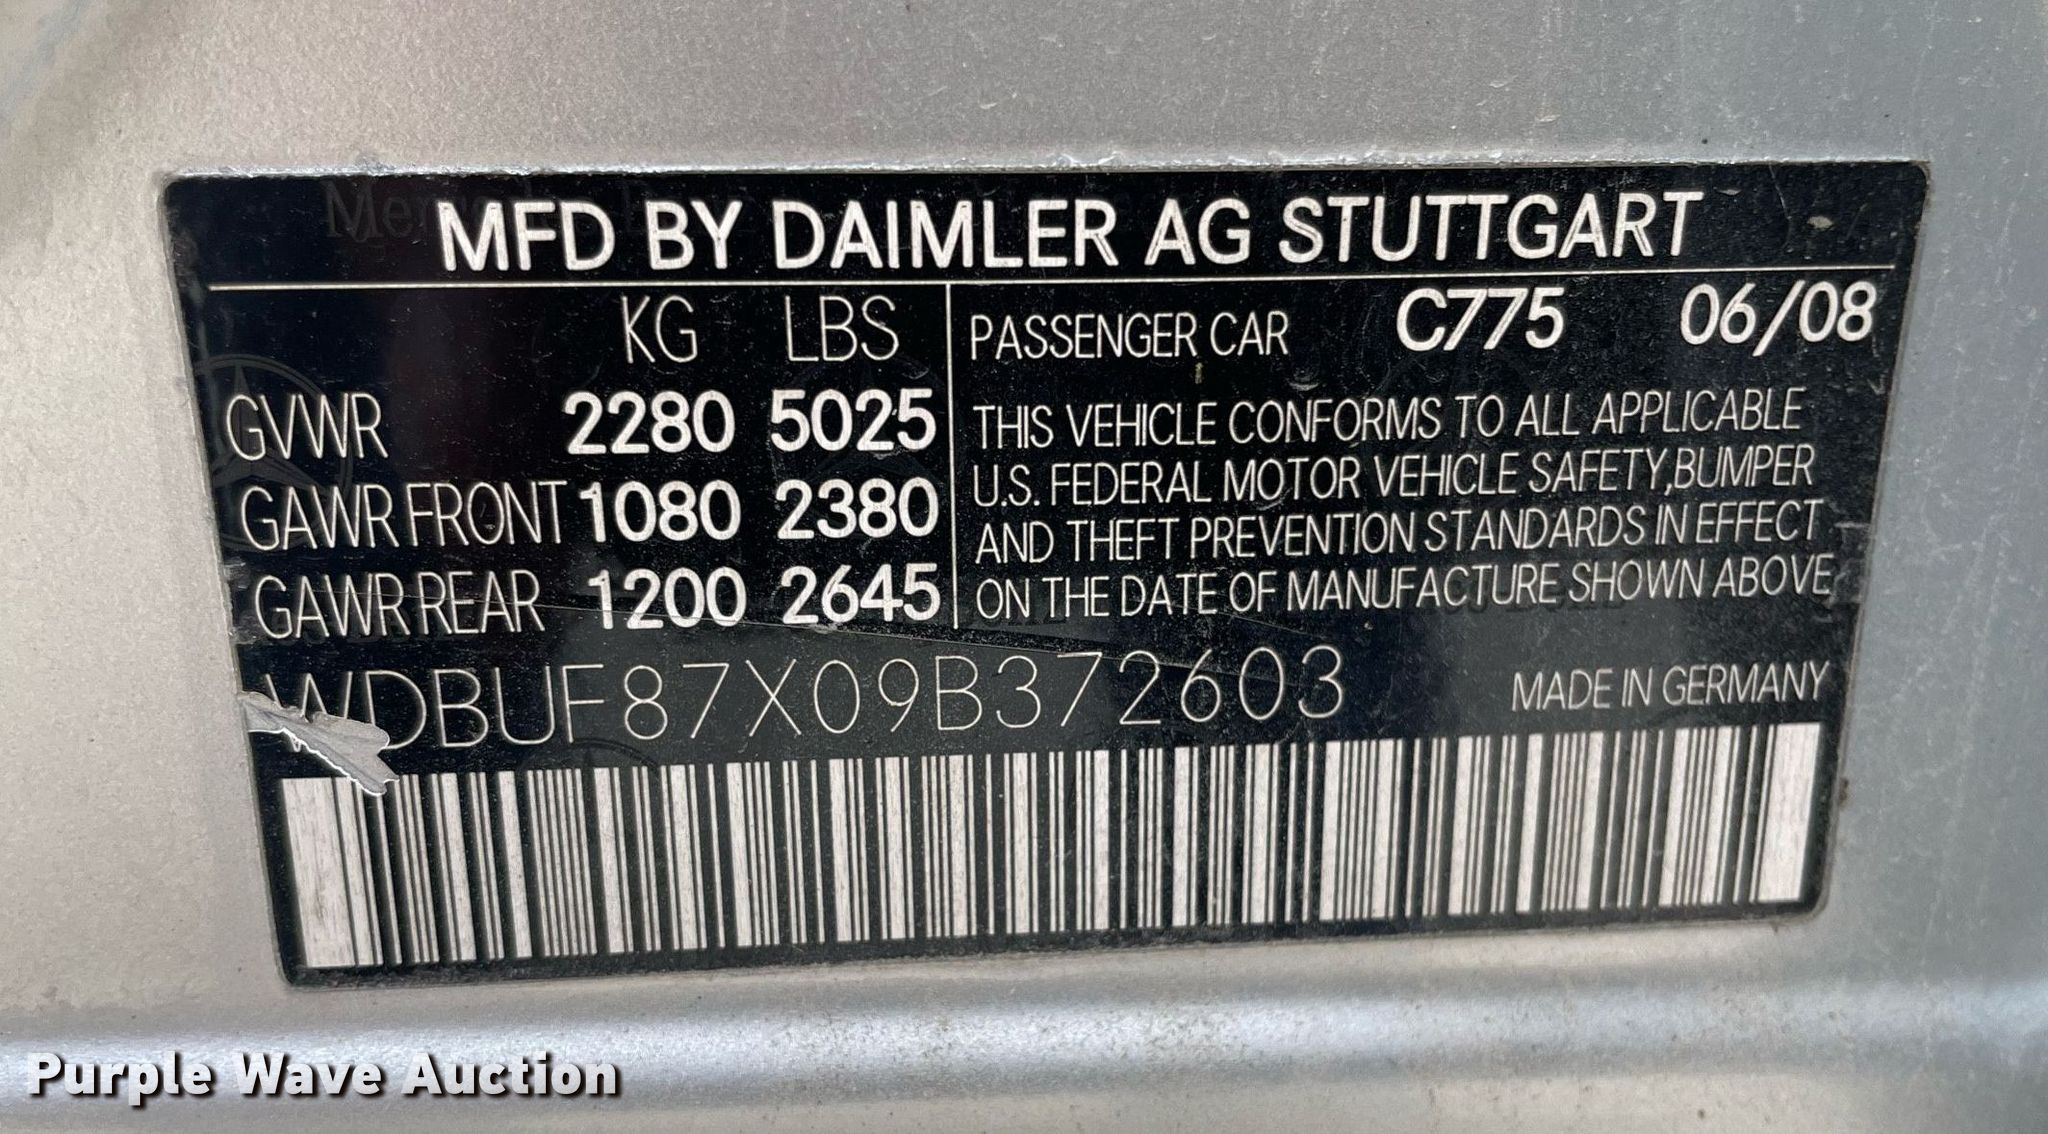 MFD BY DAIMLER AG STUTTGART
KG LBS
GVWR 2280 5025
GAWR FRONT 1080 2380
GAWR REAR 1200 2645
PASSENGER CAR C775 06/08
THIS VEHICLE CONFORMS TO ALL APPLICABLE
U.S. FEDERAL MOTOR VEHICLE SAFETY,BUMPER
AND THEFT PREVENTION STANDARDS IN EFFECT
ON THE DATE OF MANUFACTURE SHOWN ABOVE
WDBUF87X09B372603
MADE IN GERMANY
Purple Wave Auction